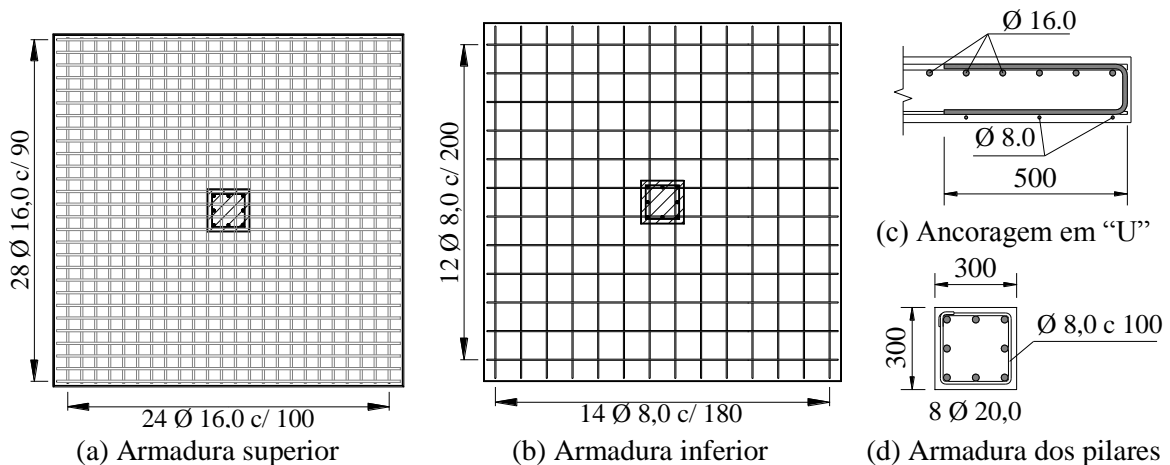 28 Ø 16,0 c/ 90
24 Ø 16,0 c/ 100
(a) Armadura superior
12 Ø 8,0 c/ 200
14 Ø 8,0 c/ 180
(b) Armadura inferior
Ø 16.0
Ø 8.0
500
(c) Ancoragem em “U”
300
300
Ø 8,0 c 100
8 Ø 20,0
(d) Armadura dos pilares